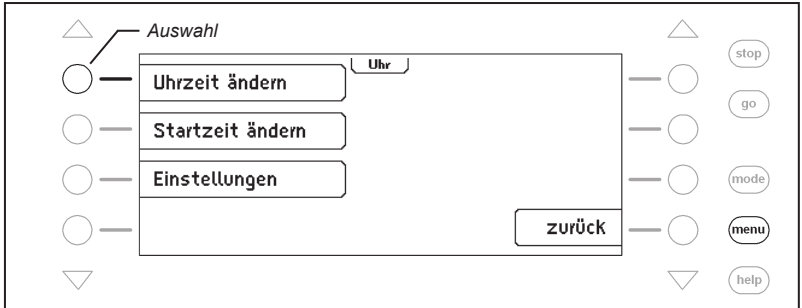 Auswahl
Uhr
stop
Uhrzeit ändern
go
Startzeit ändern
Einstellungen
mode
zurück
menu
help